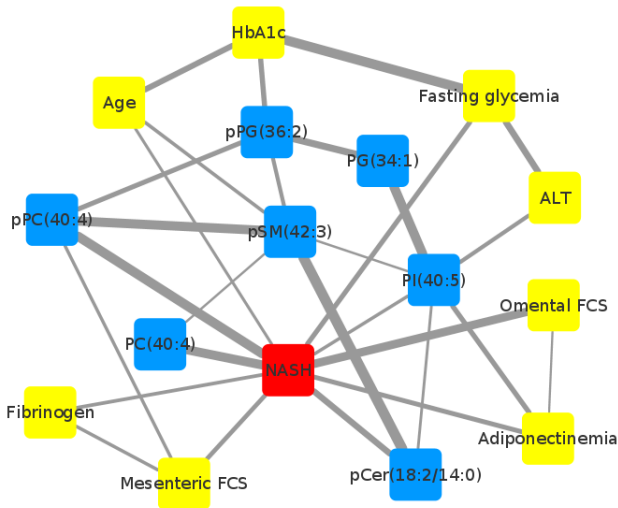 HbA1c
Fasting glycemia
Age
pPG(36:2)
PG(34:1)
ALT
pPC(40:4)
pSM(42:3)
PI(40:5)
Omental FCS
PC(40:4)
NASH
Fibrinogen
Adiponectinemia
pCer(18:2/14:0)
Mesenteric FCS